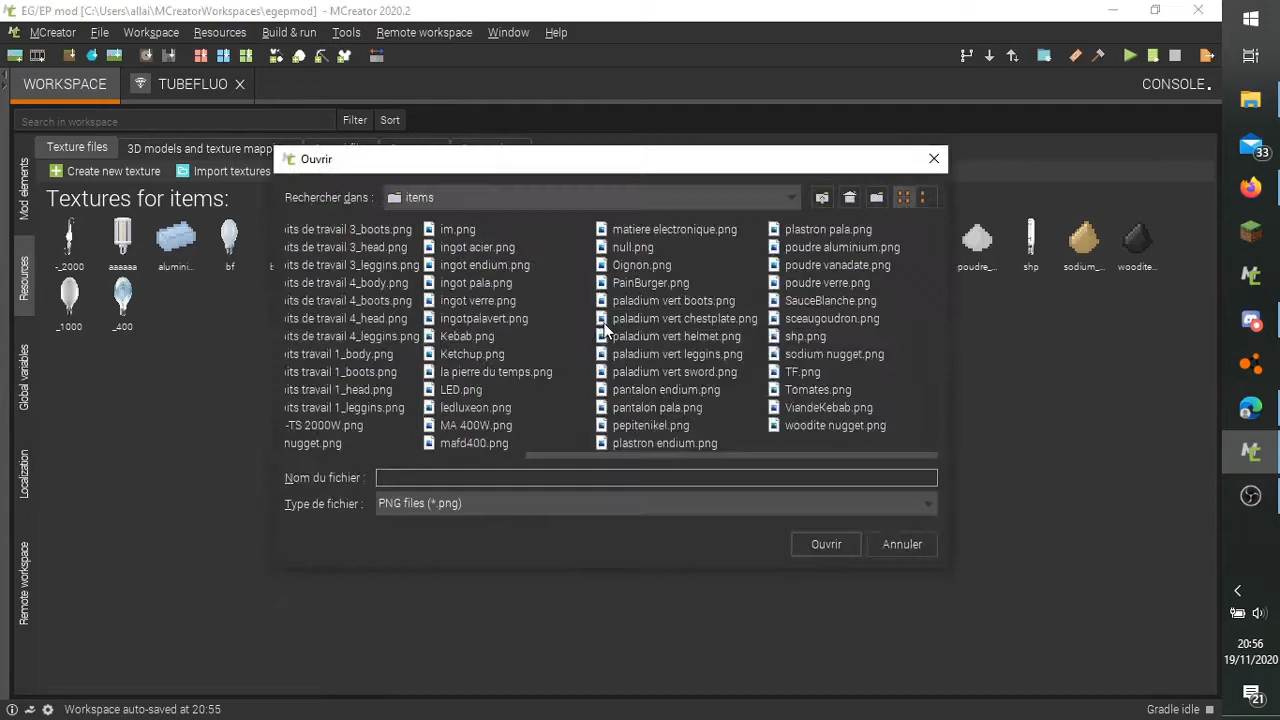 EG/EP mod [C:\Users\allai\MCreatorWorkspaces\egepmod] - MCreator 2020.2
MCreator File Workspace Resources Build & run Tools Remote workspace Window Help
WORKSPACE TUBEFLUO CONSOLE
Search in workspace Filter Sort
Texture files 3D models and texture mapp
Create new texture Import textures
Textures for items:
_-2000 aaaaaa alumini... bf
poudre_... shp sodium_... woodite...
_1000 _400
Mod elements
Resources
Global variables
Localization
Remote workspace
Ouvrir
Rechercher dans : items
its de travail 3_boots.png
its de travail 3_head.png
its de travail 3_leggins.png
its de travail 4_body.png
its de travail 4_boots.png
its de travail 4_head.png
its de travail 4_leggins.png
its travail 1_body.png
its travail 1_boots.png
its travail 1_head.png
its travail 1_leggins.png
-TS 2000W.png
nugget.png
im.png
ingot acier.png
ingot endium.png
ingot pala.png
ingot verre.png
ingotpalavert.png
Kebab.png
Ketchup.png
la pierre du temps.png
LED.png
ledluxeon.png
MA 400W.png
mafd400.png
matiere electronique.png
null.png
Oignon.png
PainBurger.png
paladium vert boots.png
paladium vert chestplate.png
paladium vert helmet.png
paladium vert leggins.png
paladium vert sword.png
pantalon endium.png
pantalon pala.png
pepitenikel.png
plastron endium.png
plastron pala.png
poudre aluminium.png
poudre vanadate.png
poudre verre.png
SauceBlanche.png
sceaugoudron.png
shp.png
sodium nugget.png
TF.png
Tomates.png
ViandeKebab.png
woodite nugget.png
Nom du fichier :
Type de fichier : PNG files (*.png)
Ouvrir Annuler
33
20:56
19/11/2020
21
Workspace auto-saved at 20:55 Gradle idle